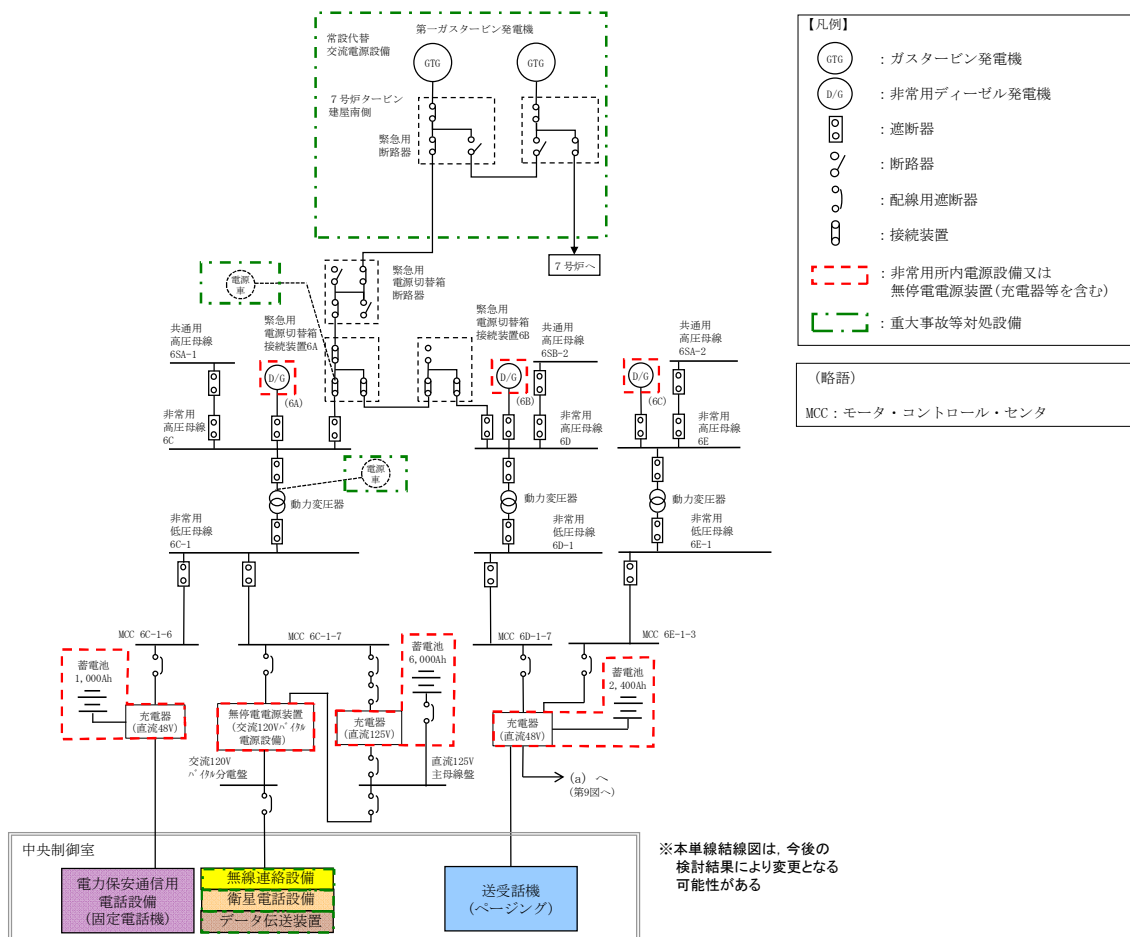 常設代替
交流電源設備
第一ガスタービン発電機
GTG
GTG
7号炉タービン
建屋南側
緊急用
断路器
7号炉へ
電源
車
緊急用
電源切替箱
断路器
緊急用
電源切替箱
接続装置6A
緊急用
電源切替箱
接続装置6B
共通用
高圧母線
6SA-1
D/G
(6A)
非常用
高圧母線
6C
共通用
高圧母線
6SB-2
D/G
(6B)
非常用
高圧母線
6D
共通用
高圧母線
6SA-2
D/G
(6C)
非常用
高圧母線
6E
電源
車
動力変圧器
動力変圧器
動力変圧器
非常用
低圧母線
6C-1
非常用
低圧母線
6D-1
非常用
低圧母線
6E-1
MCC 6C-1-6
MCC 6C-1-7
MCC 6D-1-7
MCC 6E-1-3
蓄電池
1,000Ah
充電器
(直流48V)
無停電電源装置
(交流120Vバイタル
電源設備)
蓄電池
6,000Ah
充電器
(直流125V)
蓄電池
2,400Ah
充電器
(直流48V)
交流120V
バイタル分電盤
直流125V
主母線盤
(a) へ
(第9図へ)
中央制御室
電力保安通信用
電話設備
(固定電話機)
無線連絡設備
衛星電話設備
データ伝送装置
送受話機
(ページング)
※本単線結線図は，今後の
検討結果により変更となる
可能性がある
【凡例】
GTG
：ガスタービン発電機
D/G
：非常用ディーゼル発電機
：遮断器
：断路器
：配線用遮断器
：接続装置
：非常用所内電源設備又は
無停電電源装置(充電器等を含む)
：重大事故等対処設備
(略語)
MCC：モータ・コントロール・センタ